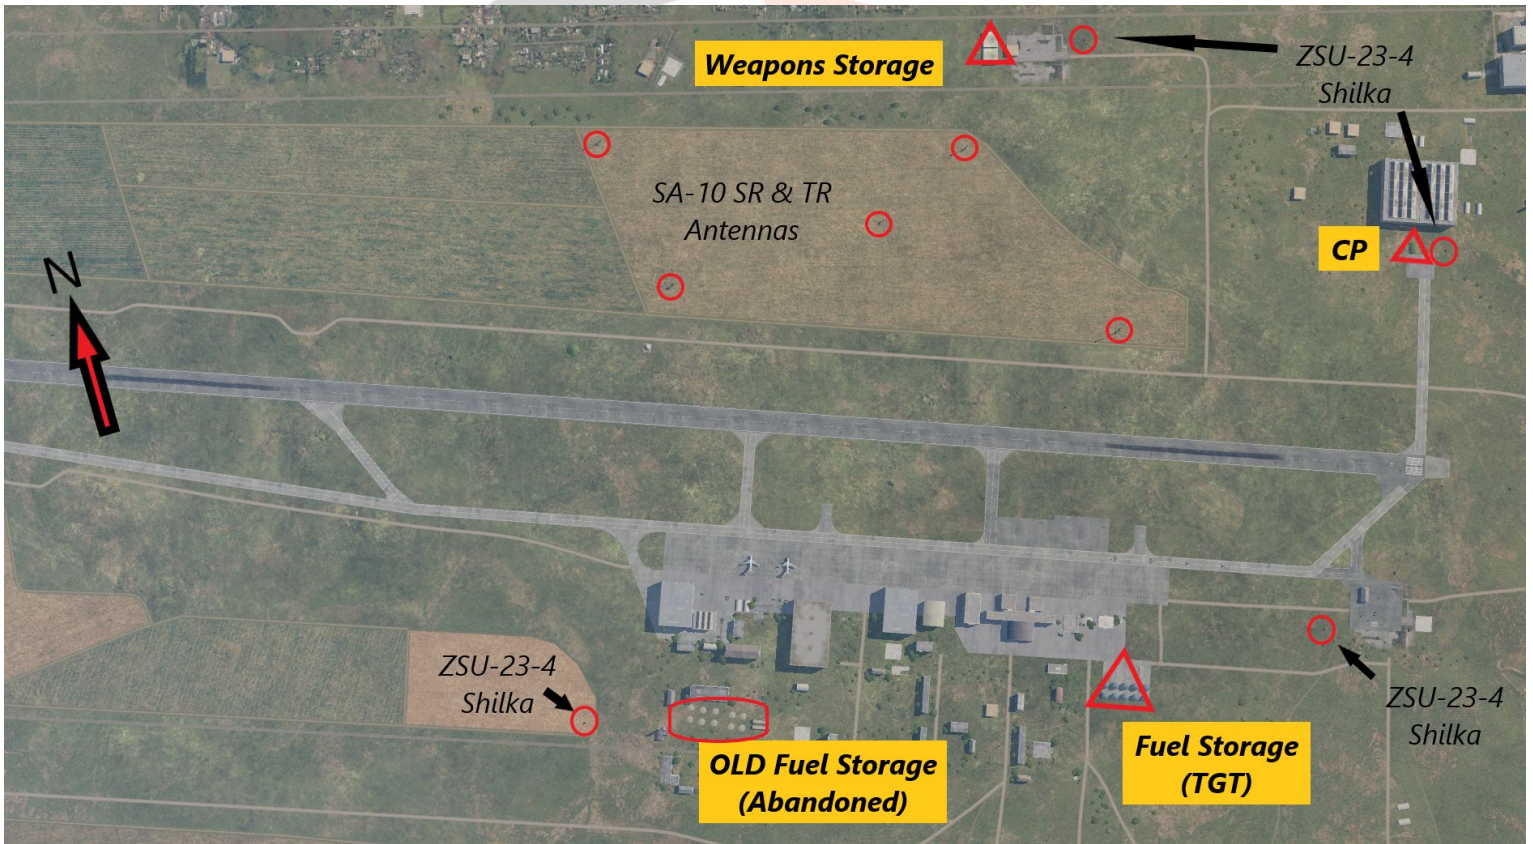 Weapons Storage
ZSU-23-4
Shilka
SA-10 SR & TR
Antennas
CP
N
ZSU-23-4
Shilka
OLD Fuel Storage
(Abandoned)
Fuel Storage
(TGT)
ZSU-23-4
Shilka